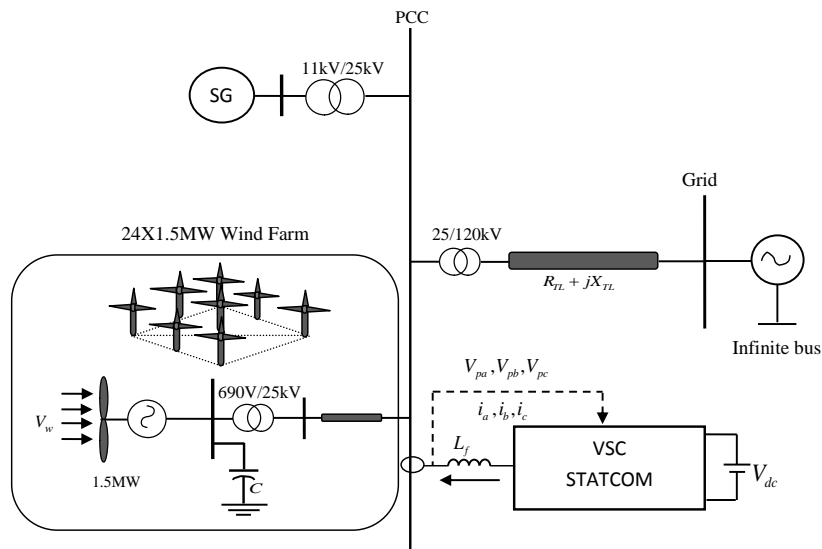 PCC
11kV/25kV
SG
Grid
24X1.5MW Wind Farm
25/120kV
R_TL + jX_TL
Infinite bus
V_pa, V_pb, V_pc
690V/25kV
i_a, i_b, i_c
V_w
L_f
VSC
STATCOM
V_dc
1.5MW
C